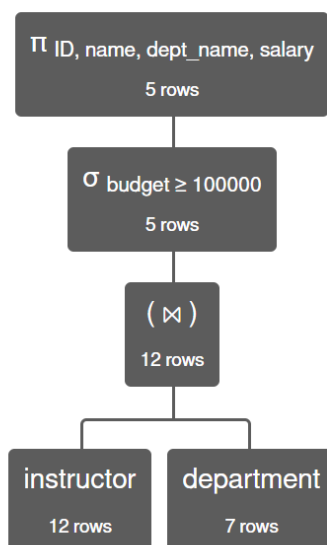 π ID, name, dept_name, salary
5 rows
σ budget ≥ 100000
5 rows
( ⋈ )
12 rows
instructor
12 rows
department
7 rows